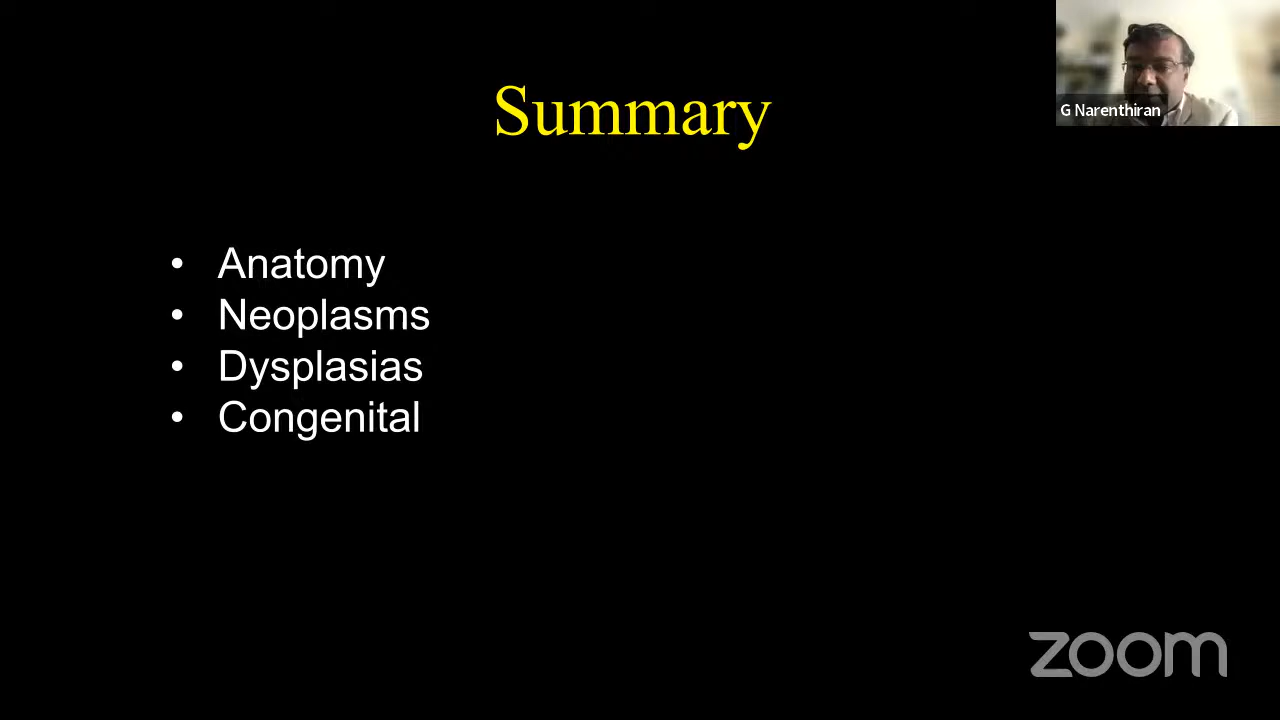 Summary
G Narenthiran
• Anatomy
• Neoplasms
• Dysplasias
• Congenital
zoom